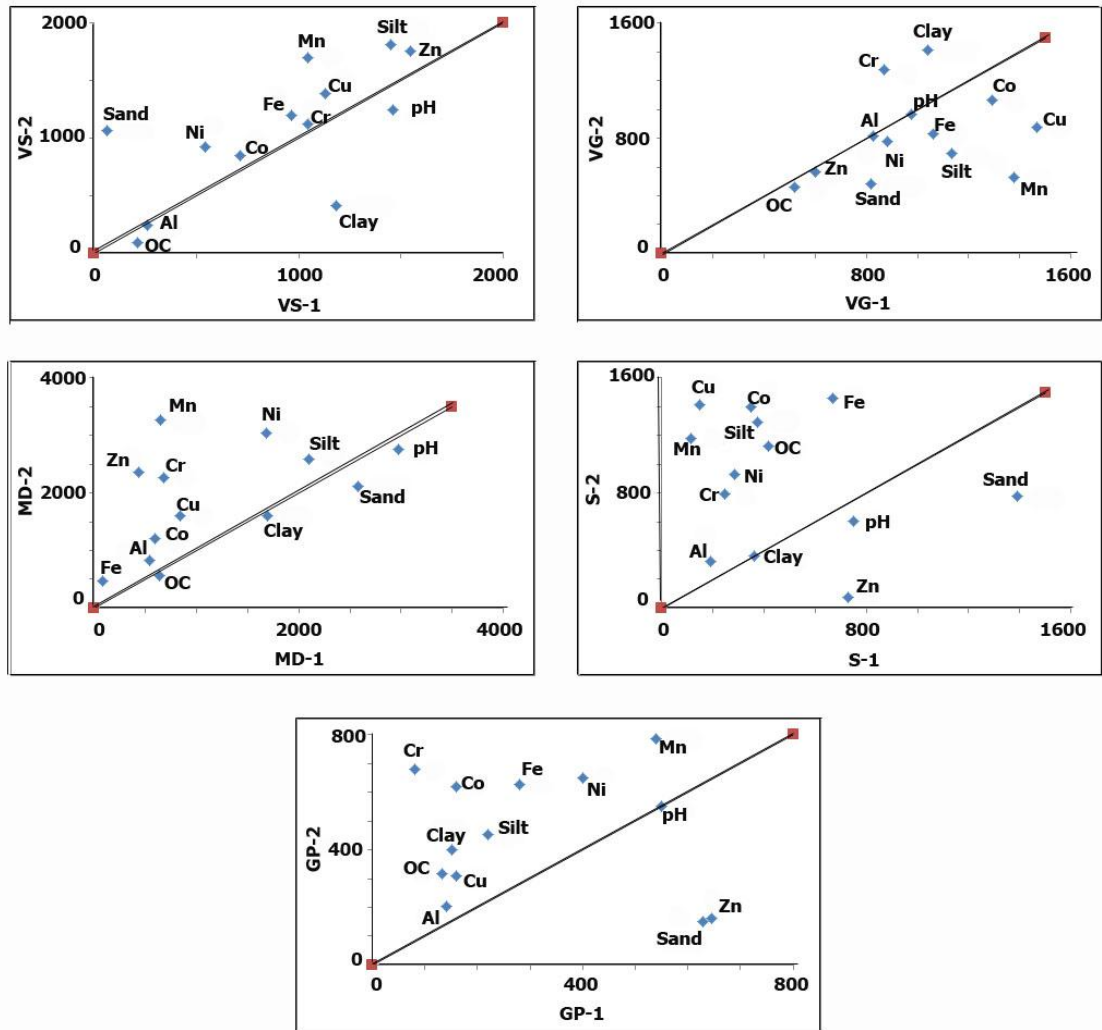 2000
VS-2
1000
0
Silt
Mn
Zn
Cu
Fe
Cr
pH
Sand
Ni
Co
Clay
Al
OC
0 1000 2000
VS-1
1600
VG-2
800
0
Clay
Cr
Co
pH
Al
Fe
Cu
Ni
Zn
Silt
OC
Sand
Mn
0 800 1600
VG-1
4000
MD-2
2000
0
Mn
Ni
Silt
pH
Zn
Cr
Sand
Cu
Co
Clay
Al
Fe
OC
0 2000 4000
MD-1
1600
S-2
800
0
Cu
Co
Fe
Silt
Mn
OC
Ni
Sand
Cr
pH
Al
Clay
Zn
0 800 1600
S-1
800
GP-2
400
0
Cr
Mn
Fe
Co
Ni
pH
Clay
Silt
OC
Cu
Al
Zn
Sand
0 400 800
GP-1